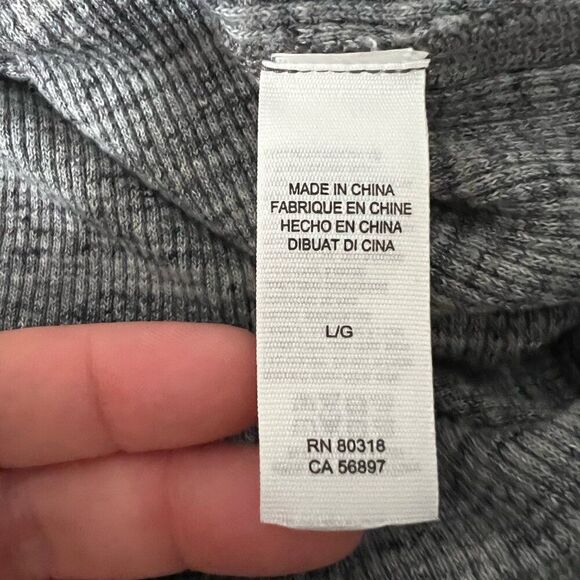 MADE IN CHINA
FABRIQUE EN CHINE
HECHO EN CHINA
DIBUAT DI CINA
L/G
RN 80318
CA 56897